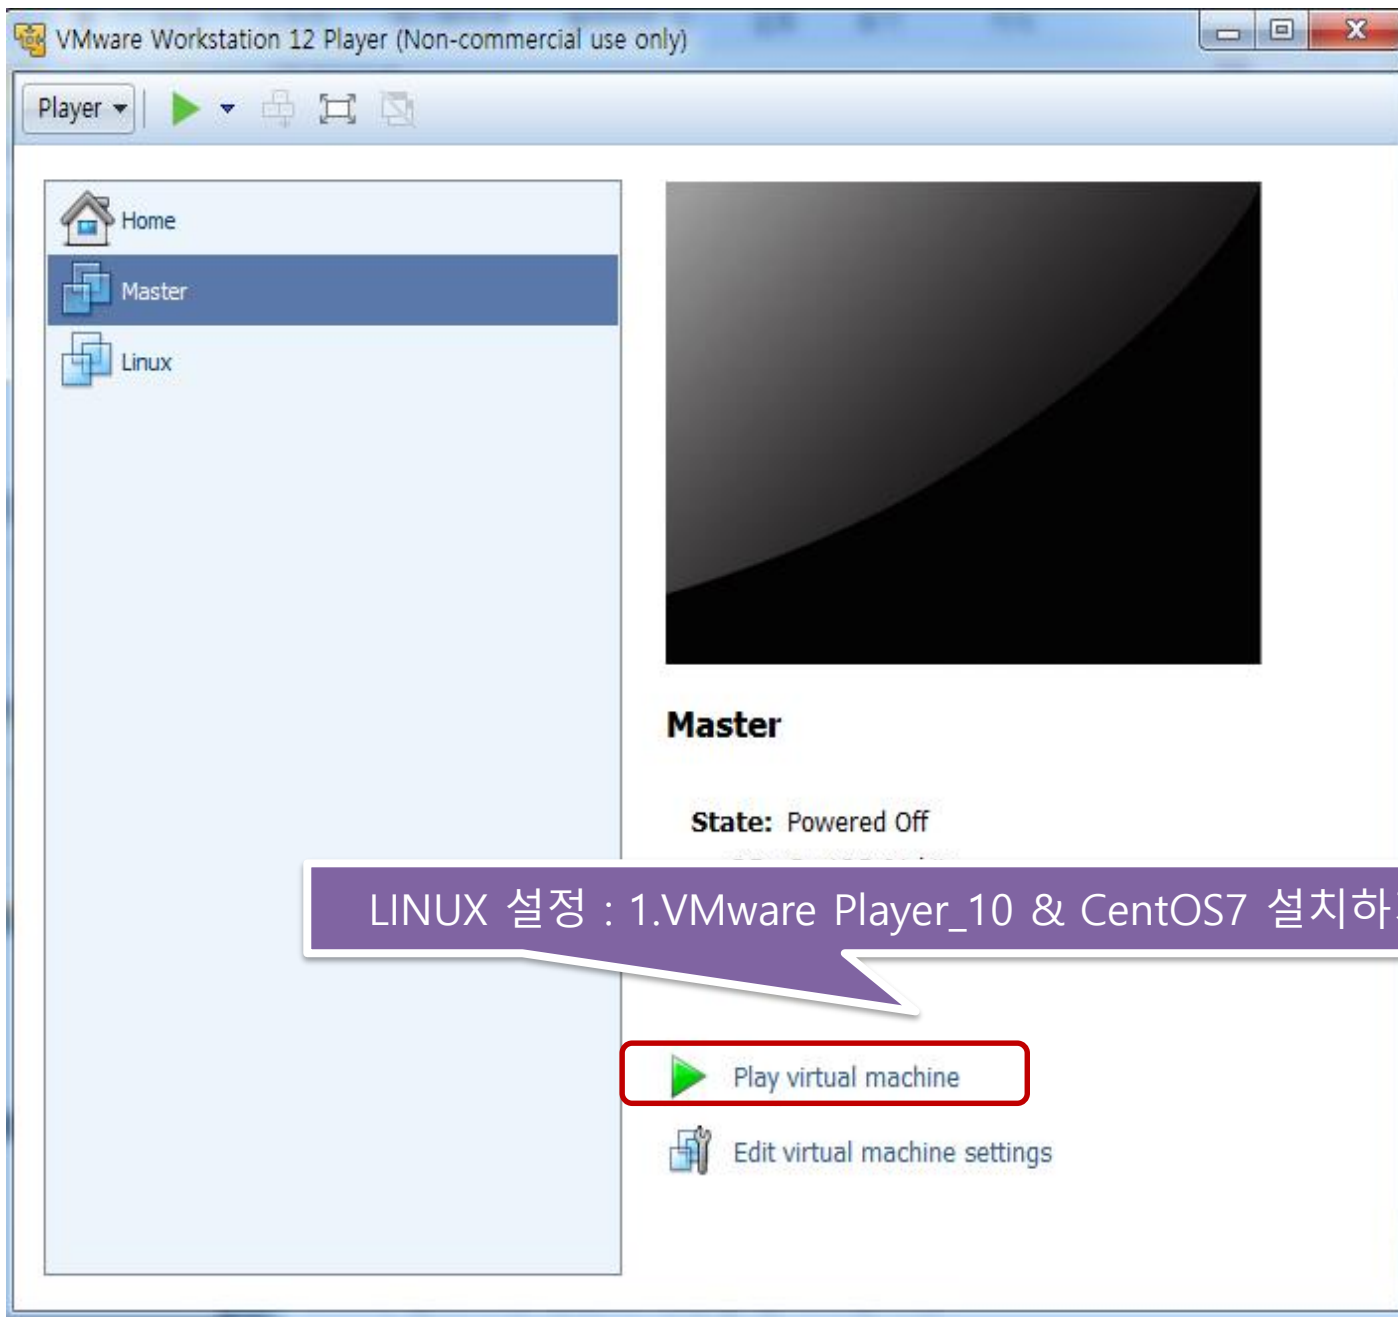 VMware Workstation 12 Player (Non-commercial use only)
Player
Home
Master
Linux
Master
State: Powered Off
LINUX 설정 : 1.VMware Player_10 & CentOS7 설치하
Play virtual machine
Edit virtual machine settings